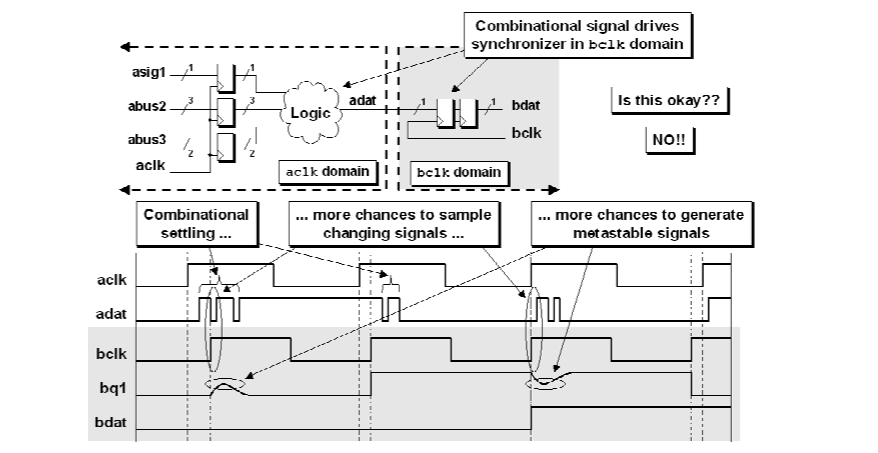 Combinational signal drives
synchronizer in bclk domain
asig1
1
1
abus2
3
3
Logic
adat
1
1
bdat
bclk
abus3
2
2
aclk
aclk domain
bclk domain
Is this okay??
NO!!
Combinational
settling ...
... more chances to sample
changing signals ...
... more chances to generate
metastable signals
aclk
adat
bclk
bq1
bdat